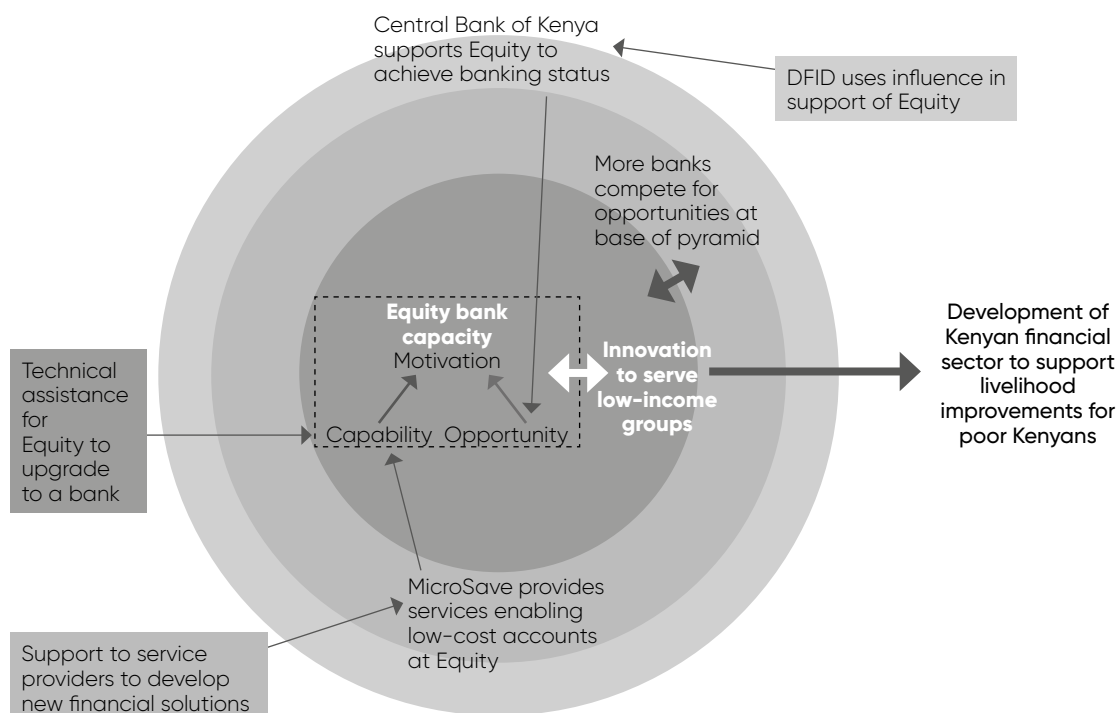 Central Bank of Kenya
supports Equity to
achieve banking status
DFID uses influence in
support of Equity
More banks
compete for
opportunities at
base of pyramid
Equity bank
capacity
Motivation
Capability
Opportunity
Innovation
to serve
low-income
groups
Development of
Kenyan financial
sector to support
livelihood
improvements for
poor Kenyans
Technical
assistance
for
Equity to
upgrade
to a bank
MicroSave provides
services enabling
low-cost accounts
at Equity
Support to service
providers to develop
new financial solutions